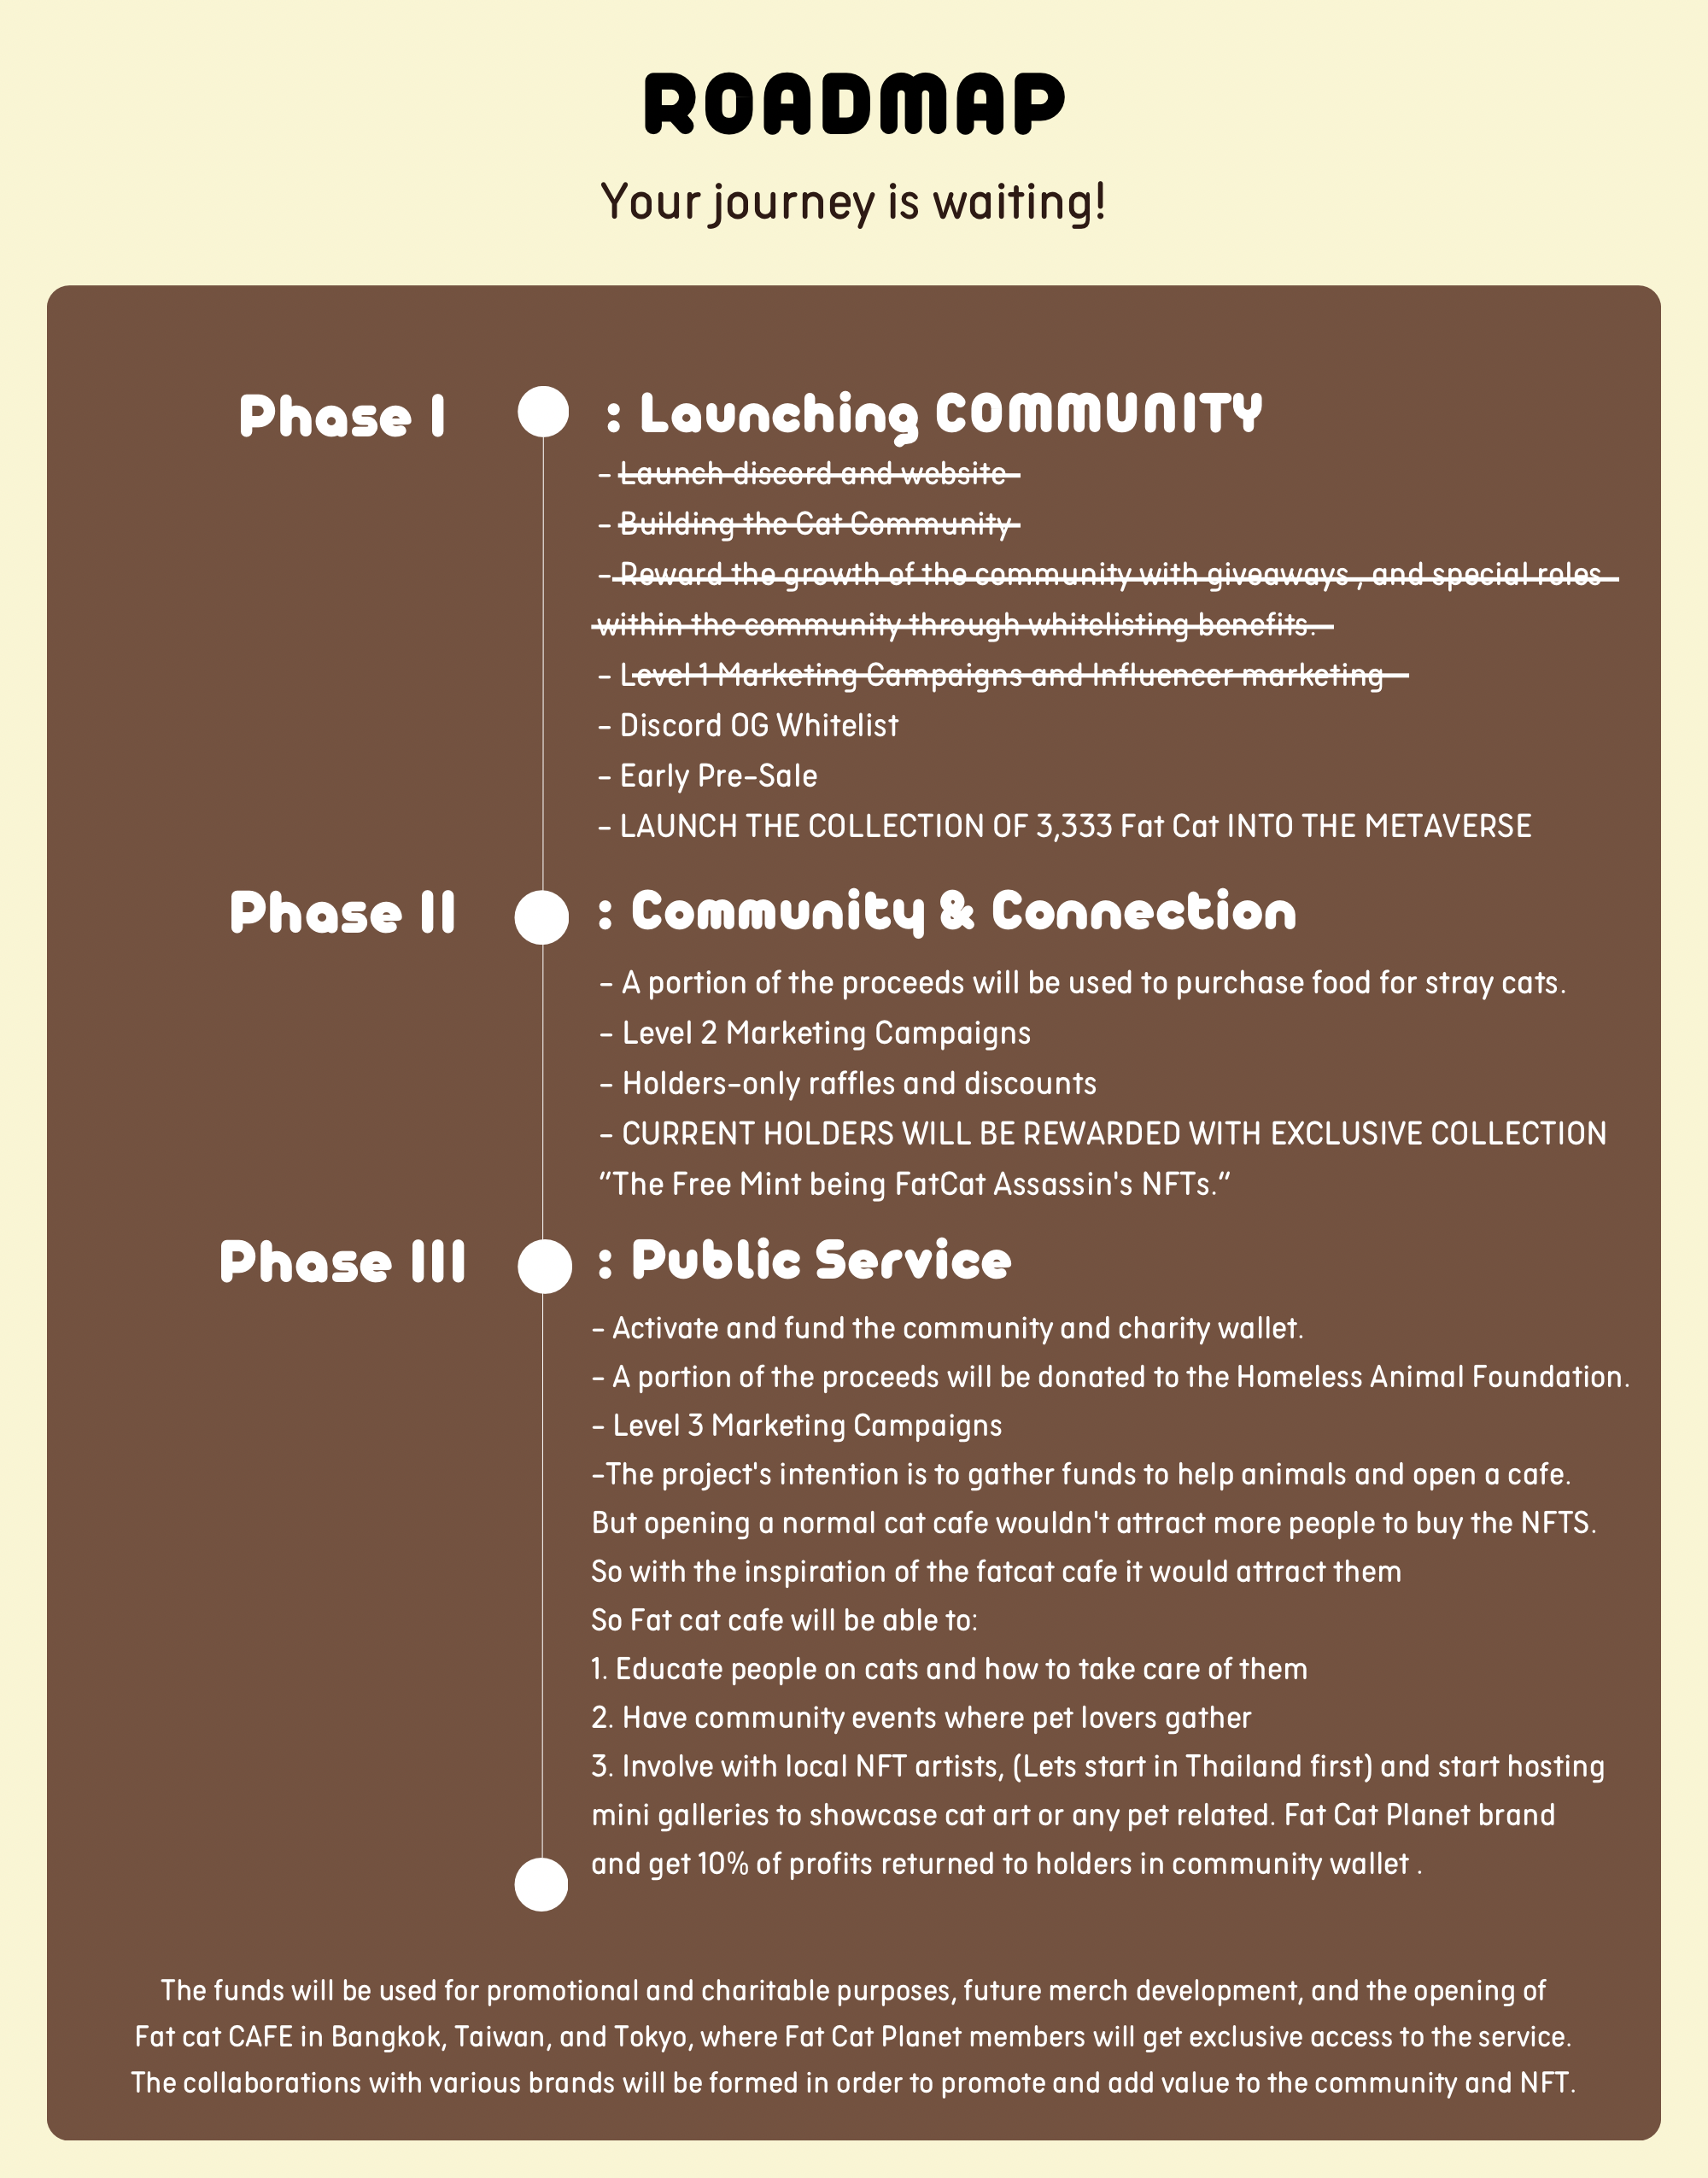 ROADMAP
Your journey is waiting!
Phase I : Launching COMMUNITY
- Launch discord and website
- Building the Cat Community
- Reward the growth of the community with giveaways , and special roles
within the community through whitelisting benefits.
- Level 1 Marketing Campaigns and Influencer marketing
- Discord OG Whitelist
- Early Pre-Sale
- LAUNCH THE COLLECTION OF 3,333 Fat Cat INTO THE METAVERSE
Phase II : Community & Connection
- A portion of the proceeds will be used to purchase food for stray cats.
- Level 2 Marketing Campaigns
- Holders-only raffles and discounts
- CURRENT HOLDERS WILL BE REWARDED WITH EXCLUSIVE COLLECTION
“The Free Mint being FatCat Assassin's NFTs.”
Phase III : Public Service
- Activate and fund the community and charity wallet.
- A portion of the proceeds will be donated to the Homeless Animal Foundation.
- Level 3 Marketing Campaigns
-The project's intention is to gather funds to help animals and open a cafe.
But opening a normal cat cafe wouldn't attract more people to buy the NFTS.
So with the inspiration of the fatcat cafe it would attract them
So Fat cat cafe will be able to:
1. Educate people on cats and how to take care of them
2. Have community events where pet lovers gather
3. Involve with local NFT artists, (Lets start in Thailand first) and start hosting
mini galleries to showcase cat art or any pet related. Fat Cat Planet brand
and get 10% of profits returned to holders in community wallet .
The funds will be used for promotional and charitable purposes, future merch development, and the opening of
Fat cat CAFE in Bangkok, Taiwan, and Tokyo, where Fat Cat Planet members will get exclusive access to the service.
The collaborations with various brands will be formed in order to promote and add value to the community and NFT.